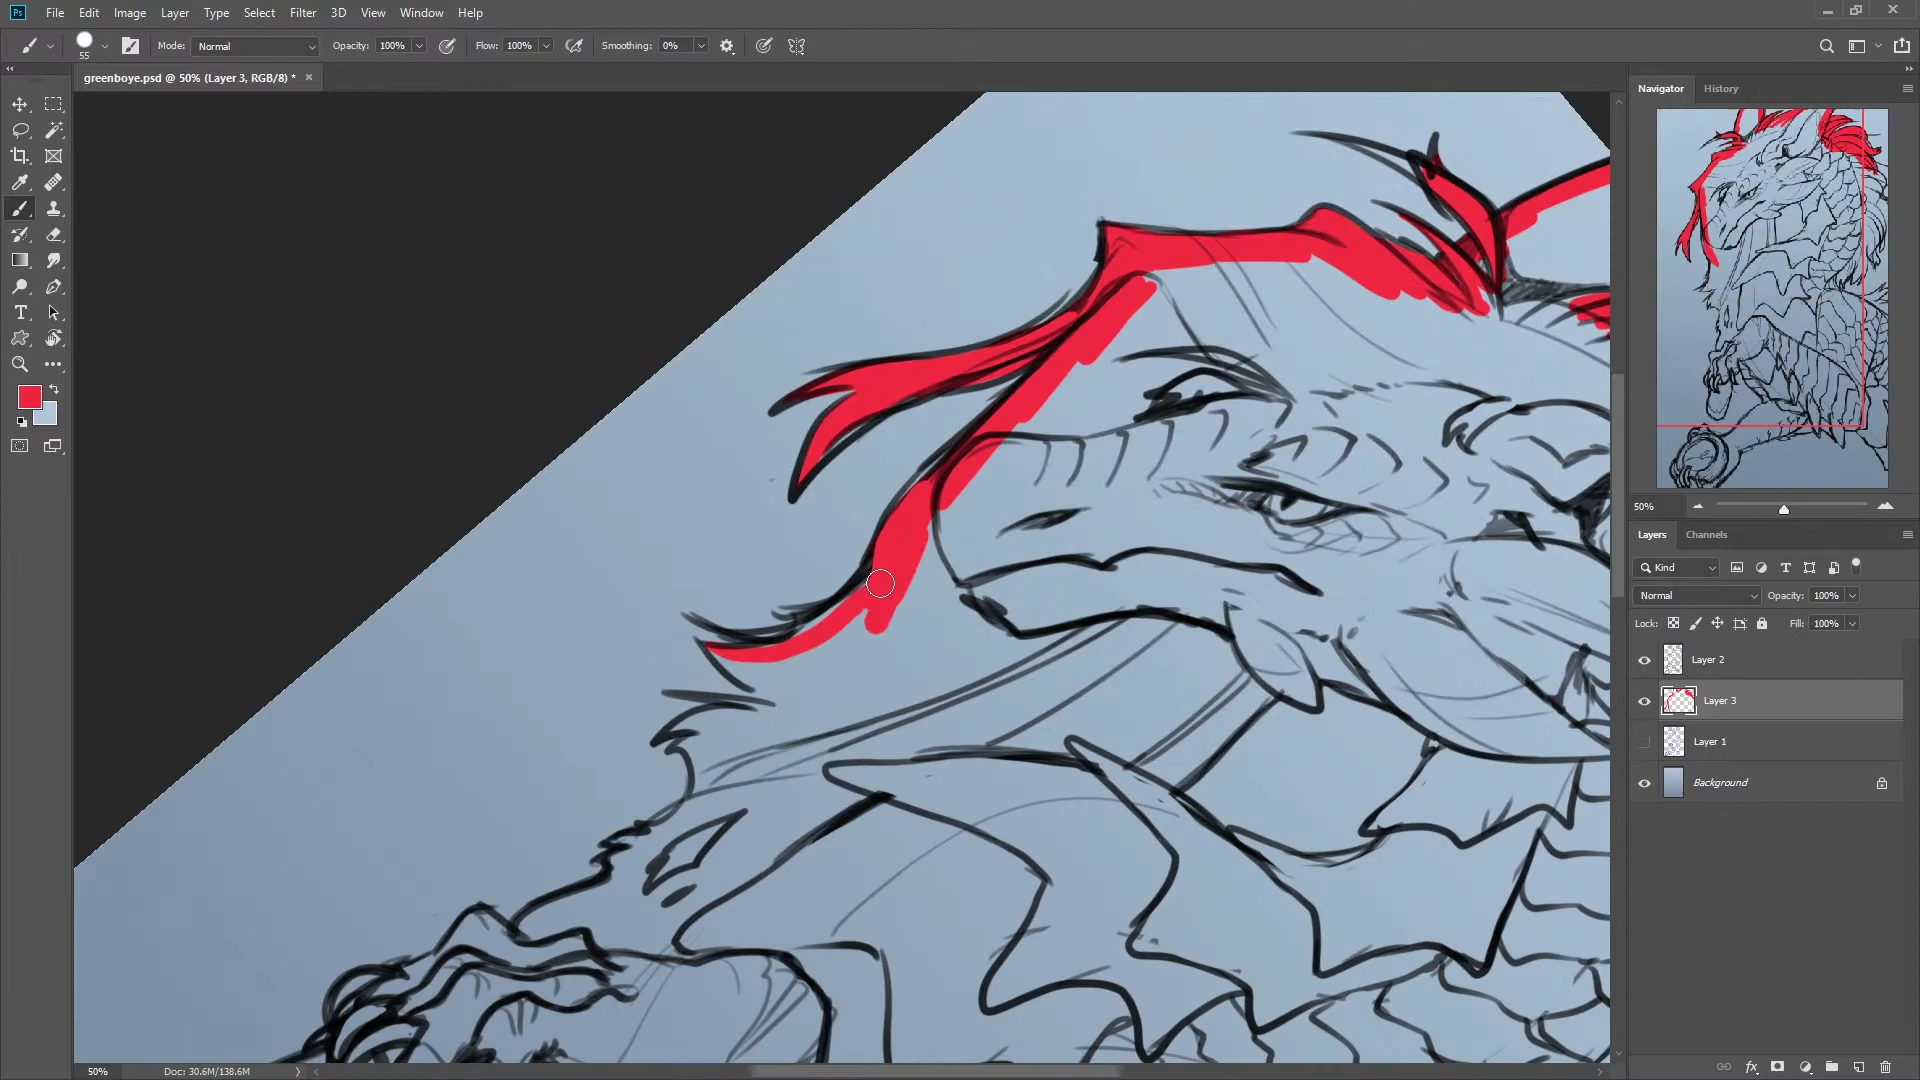 Ps File Edit Image Layer Type Select Filter 3D View Window Help
55 Mode: Normal Opacity: 100% Flow: 100% Smoothing: 0%
greenboye.psd @ 50% (Layer 3, RGB/8) *
Navigator History
50%
Layers Channels
Kind
Normal Opacity: 100%
Lock: Fill: 100%
Layer 2
Layer 3
Layer 1
Background
50% Doc: 30.6M/138.6M